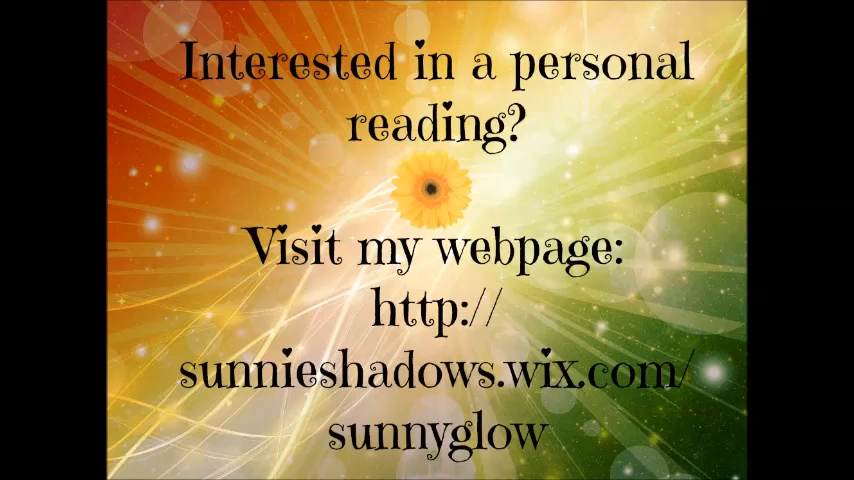 Interested in a personal
reading?
Visit my webpage:
http://
sunnieshadows.wix.com/
sunnyglow